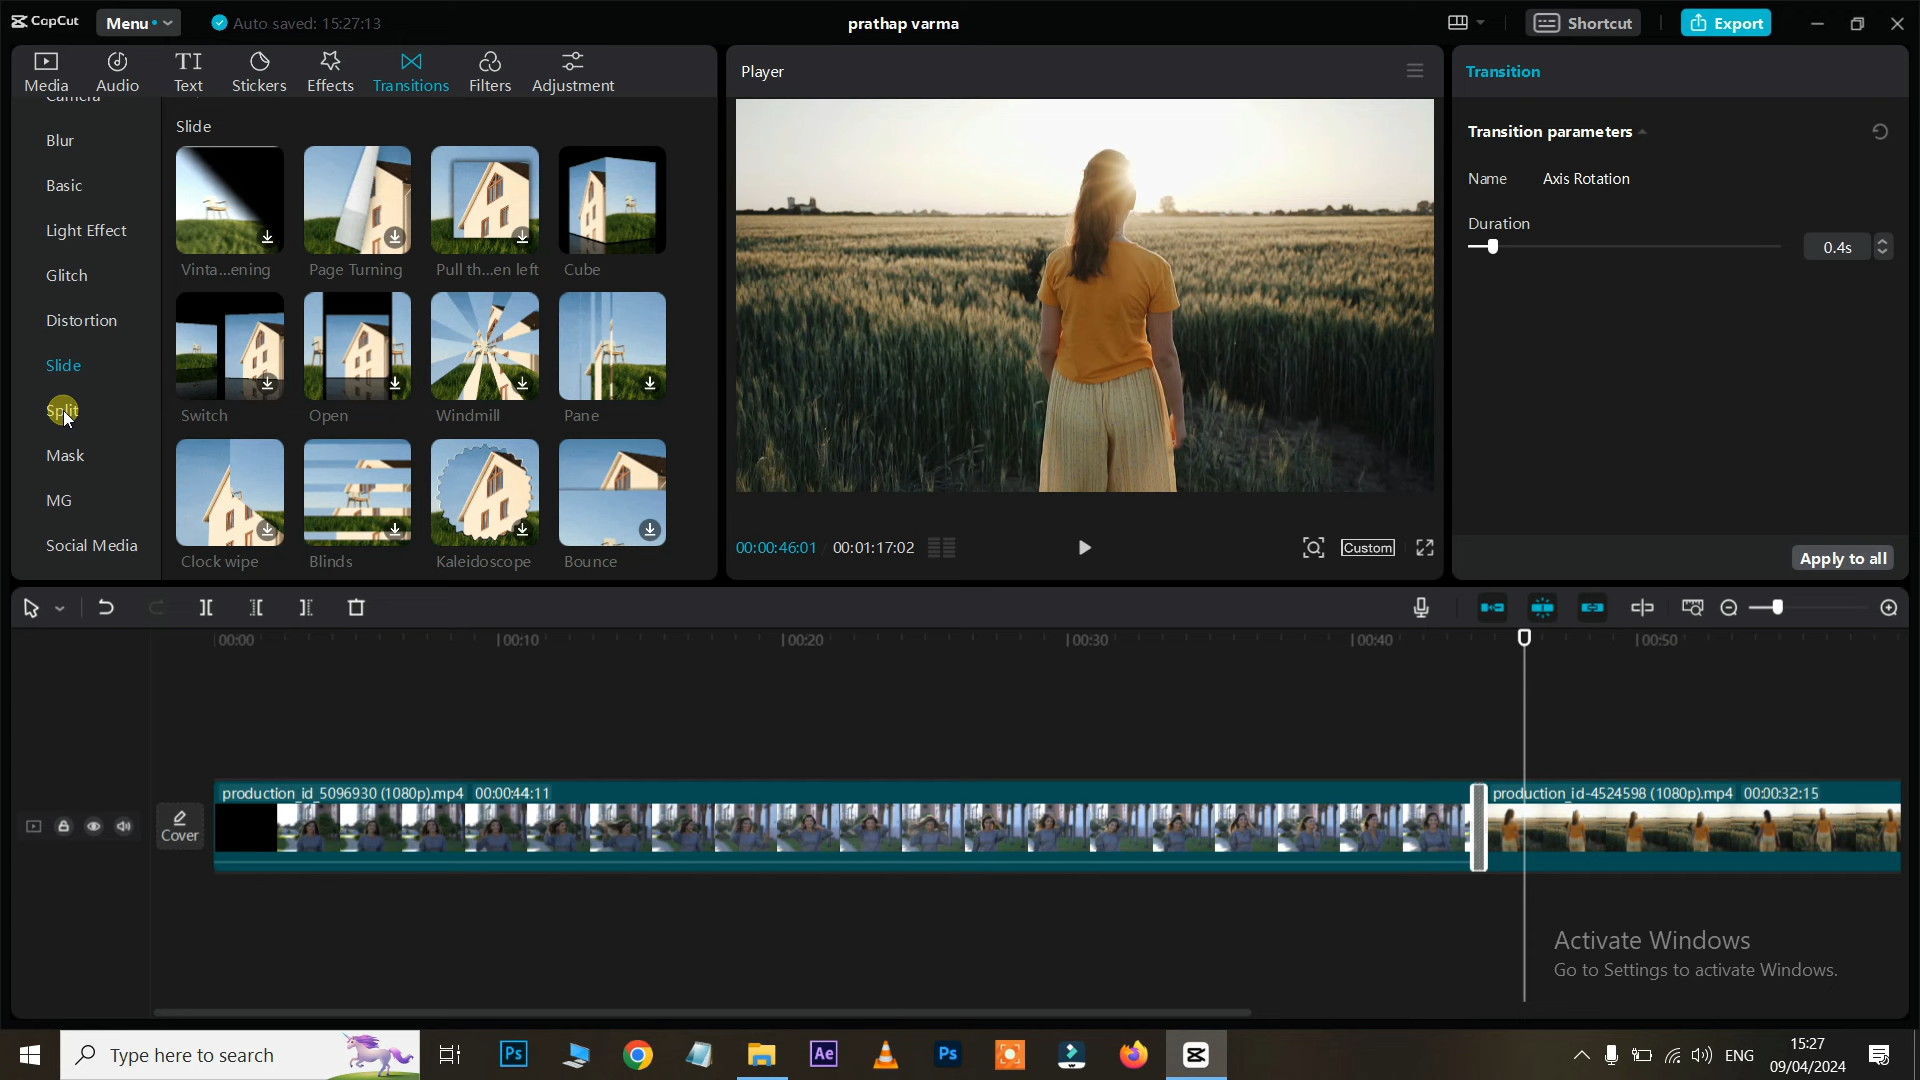 CapCut
Menu
Auto saved: 15:27:13
prathap varma
Shortcut
Export
Media
Audio
Text
Stickers
Effects
Transitions
Filters
Adjustment
Camera
Blur
Basic
Light Effect
Glitch
Distortion
Slide
Split
Mask
MG
Social Media
Slide
Vinta...ening
Page Turning
Pull th...en left
Cube
Switch
Open
Windmill
Pane
Clock wipe
Blinds
Kaleidoscope
Bounce
Player
00:00:46:01
00:01:17:02
Custom
Transition
Transition parameters
Name Axis Rotation
Duration
0.4s
Apply to all
00:00
00:10
00:20
00:30
00:40
00:50
Cover
production_id_5096930 (1080p).mp4 00:00:44:11
production_id-4524598 (1080p).mp4 00:00:32:15
Activate Windows
Go to Settings to activate Windows.
Type here to search
Ps
Ae
Ps
ENG
15:27
09/04/2024